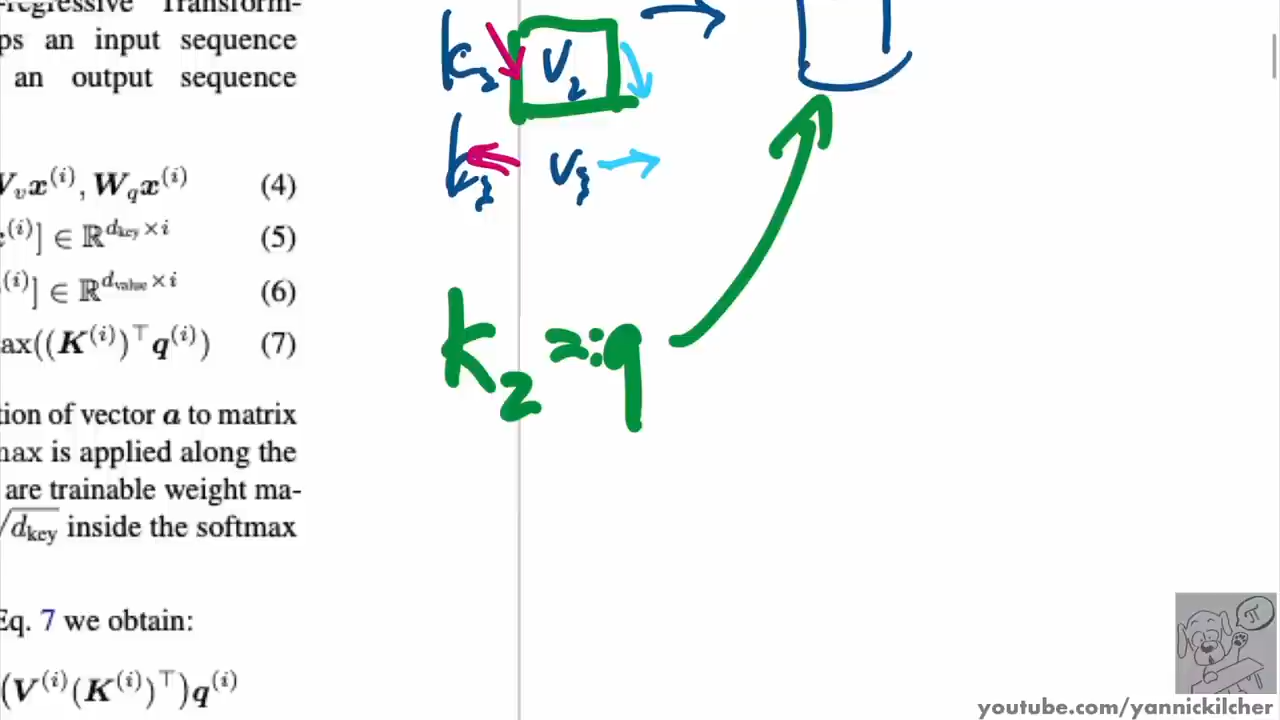 -regressive Transform-
ps an input sequence
an output sequence
V_v x^(i), W_q x^(i) (4)
^(i)] ∈ ℝ^{d_key × i} (5)
^(i)] ∈ ℝ^{d_value × i} (6)
ax((K^(i))^⊤ q^(i)) (7)
tion of vector a to matrix
max is applied along the
are trainable weight ma-
√d_key inside the softmax
Eq. 7 we obtain:
(V^(i)(K^(i))^⊤)q^(i)
k_2 V_2
k_3 V_3
k_2 =: q
π
youtube.com/yannickilcher